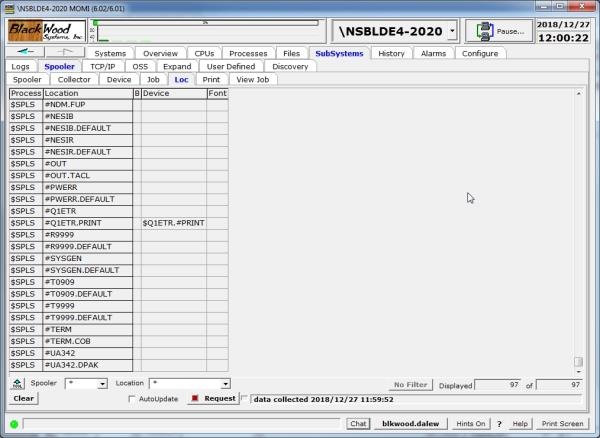 \NSBLDE4-2020 MOMI (6.02/6.01)
BlackWood
Systems, Inc.
\NSBLDE4-2020
Pause...
2018/12/27
12:00:22
Systems Overview CPUs Processes Files SubSystems History Alarms Configure
Logs Spooler TCP/IP OSS Expand User Defined Discovery
Spooler Collector Device Job Loc Print View Job
Process Location B Device Font
$SPLS #NDM.FUP
$SPLS #NESIB
$SPLS #NESIB.DEFAULT
$SPLS #NESIR
$SPLS #NESIR.DEFAULT
$SPLS #OUT
$SPLS #OUT.TACL
$SPLS #PWERR
$SPLS #PWERR.DEFAULT
$SPLS #Q1ETR
$SPLS #Q1ETR.PRINT $Q1ETR.#PRINT
$SPLS #R9999
$SPLS #R9999.DEFAULT
$SPLS #SYSGEN
$SPLS #SYSGEN.DEFAULT
$SPLS #T0909
$SPLS #T0909.DEFAULT
$SPLS #T9999
$SPLS #T9999.DEFAULT
$SPLS #TERM
$SPLS #TERM.COB
$SPLS #UA342
$SPLS #UA342.DPAK
Spooler * Location * No Filter Displayed 97 of 97
Clear AutoUpdate Request data collected 2018/12/27 11:59:52
Chat blkwood.dalew Hints On ? Help Print Screen